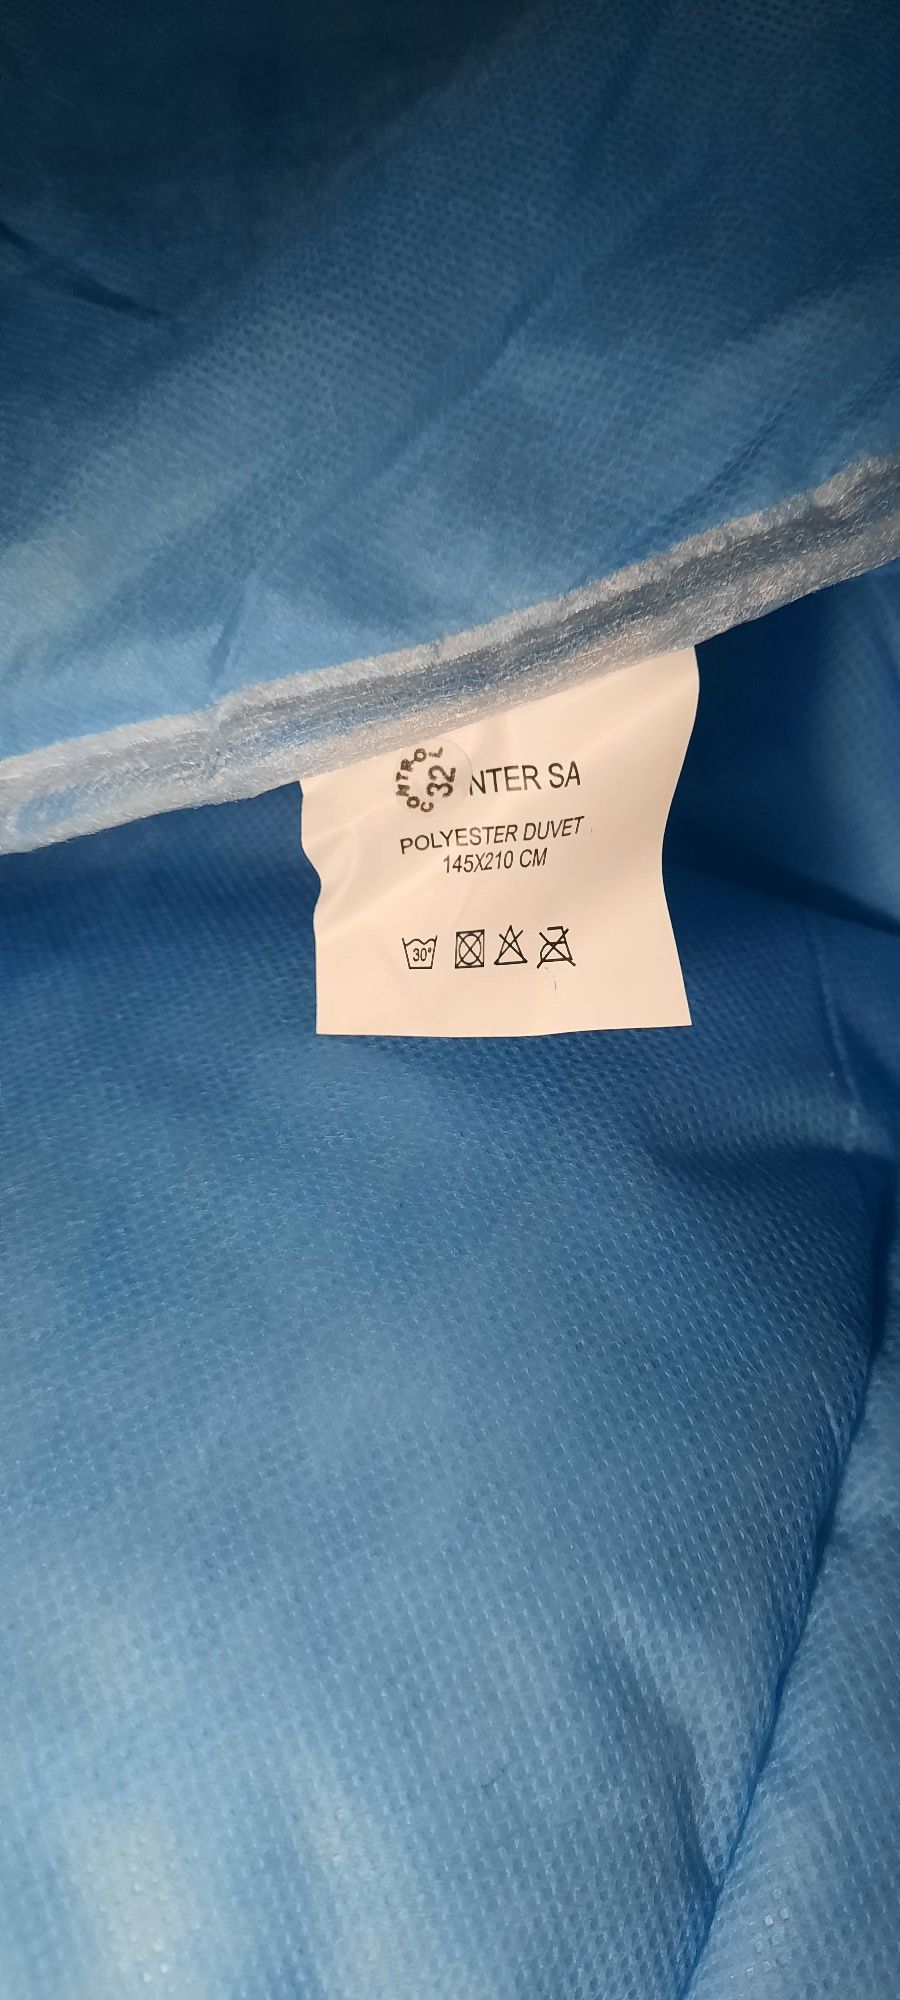 CONTROL 32
NTER SA
POLYESTER DUVET
145X210 CM
30°